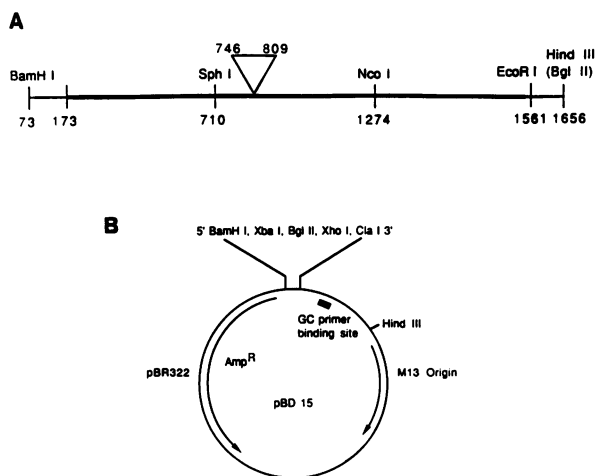 A
746 809
Hind III
BamH I Sph I Nco I EcoR I (Bgl II)
73 173 710 1274 1561 1656
B
5' BamH I, Xba I, Bgl II, Xho I, Cla I 3'
GC primer
binding site
Hind III
pBR322
Amp R
M13 Origin
pBD 15